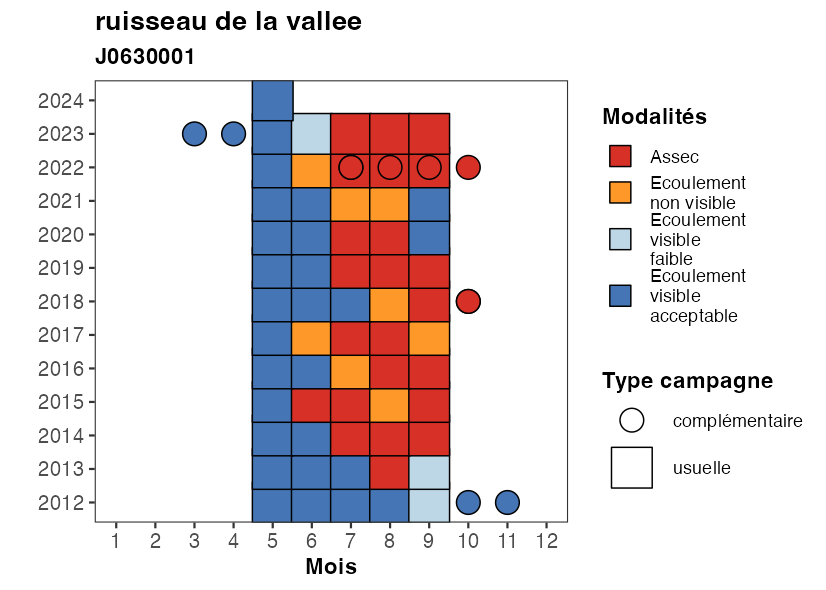 ruisseau de la vallee
J0630001
2024
2023
2022
2021
2020
2019
2018
2017
2016
2015
2014
2013
2012
1 2 3 4 5 6 7 8 9 10 11 12
Mois
Modalités
Assec
Ecoulement
non visible
Ecoulement
visible
faible
Ecoulement
visible
acceptable
Type campagne
complémentaire
usuelle